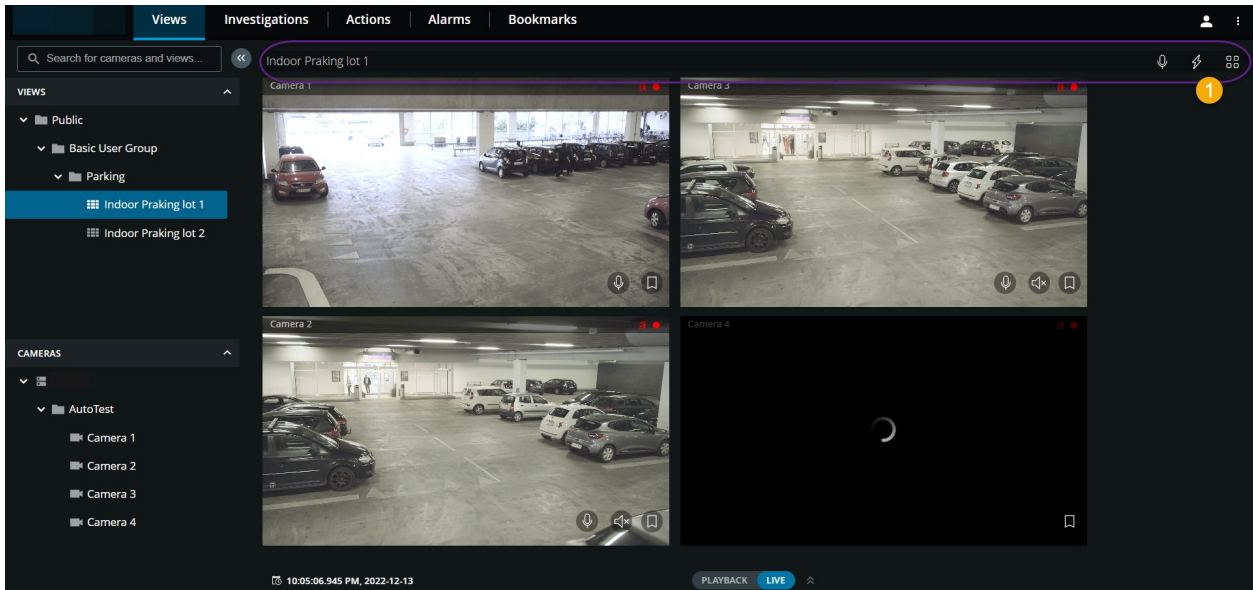 Views Investigations Actions Alarms Bookmarks
Search for cameras and views...
Indoor Praking lot 1
1
VIEWS
Public
Basic User Group
Parking
Indoor Praking lot 1
Indoor Praking lot 2
CAMERAS
AutoTest
Camera 1
Camera 2
Camera 3
Camera 4
Camera 1
Camera 3
Camera 2
Camera 4
10:05:06.945 PM, 2022-12-13
PLAYBACK LIVE